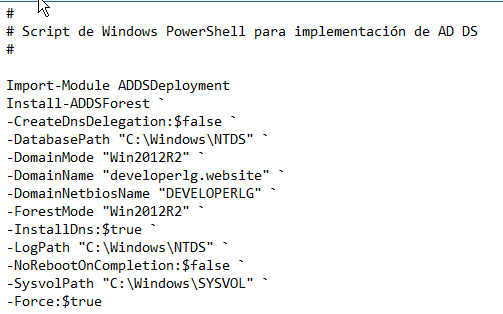 #
# Script de Windows PowerShell para implementación de AD DS
#
Import-Module ADDSDeployment
Install-ADDSForest `
-CreateDnsDelegation:$false `
-DatabasePath "C:\Windows\NTDS" `
-DomainMode "Win2012R2" `
-DomainName "developerlg.website" `
-DomainNetbiosName "DEVELOPERLG" `
-ForestMode "Win2012R2" `
-InstallDns:$true `
-LogPath "C:\Windows\NTDS" `
-NoRebootOnCompletion:$false `
-SysvolPath "C:\Windows\SYSVOL" `
-Force:$true